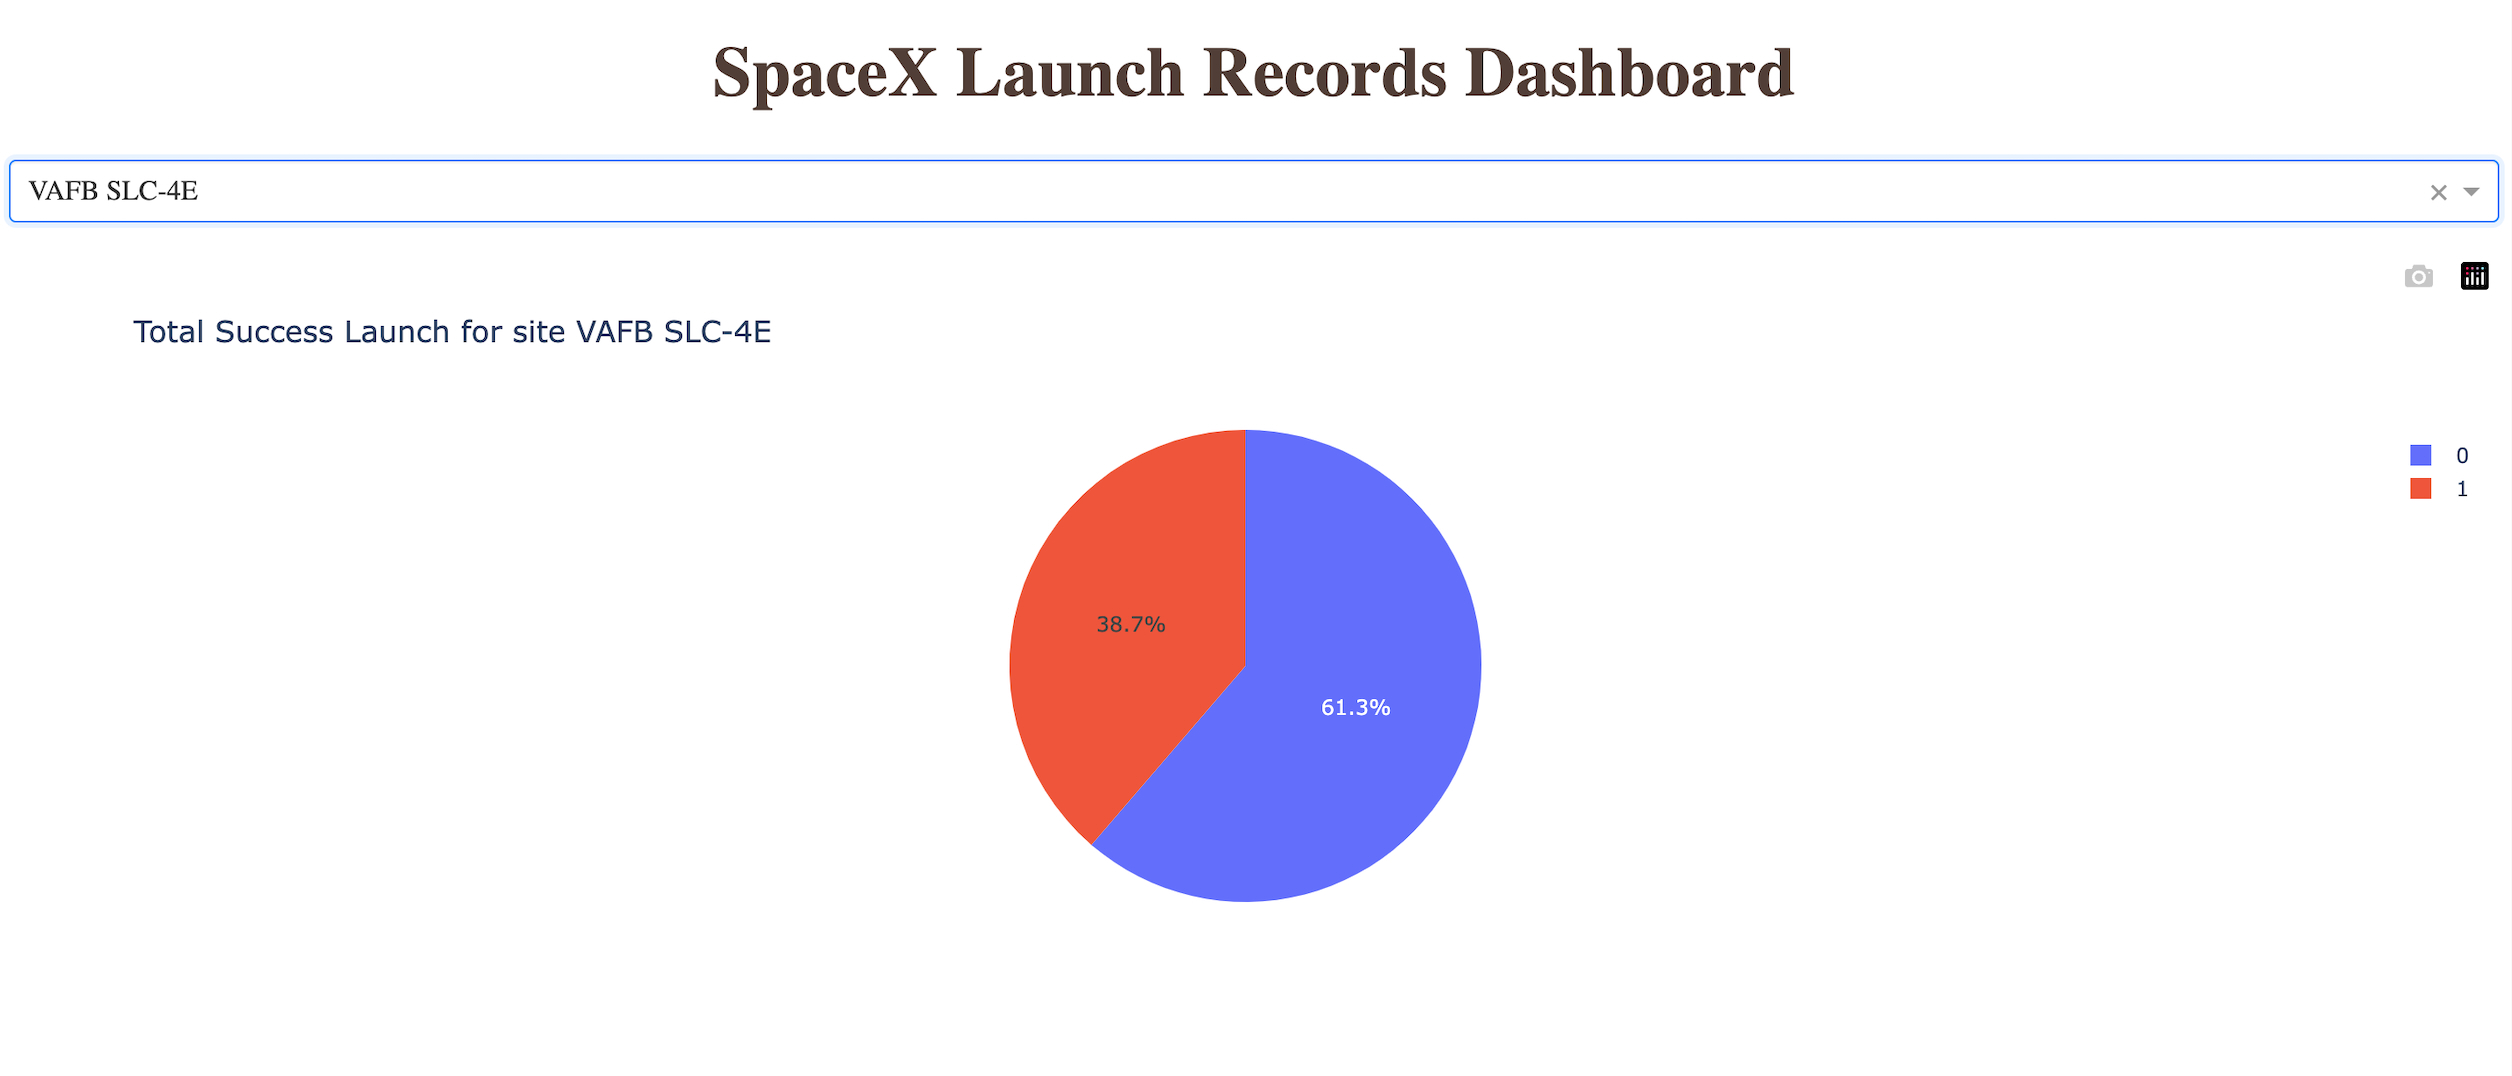 SpaceX Launch Records Dashboard
VAFB SLC-4E
Total Success Launch for site VAFB SLC-4E
0
1
38.7%
61.3%